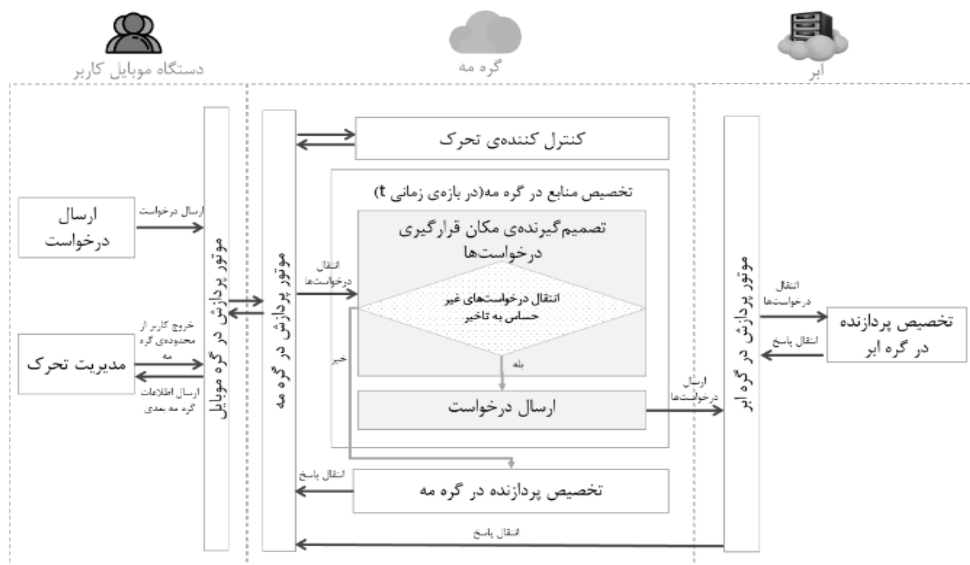 دستگاه موبایل کاربر
گره مه
ابر
کنترل کننده‌ی تحرک
تخصیص منابع در گره مه(در بازه‌ی زمانی t)
تصمیم‌گیرنده‌ی مکان قرارگیری
درخواست‌ها
انتقال درخواست‌های غیر
حساس به تاخیر
بله
خیر
ارسال درخواست
تخصیص پردازنده در گره مه
ارسال
درخواست
ارسال درخواست
مدیریت تحرک
خروج کاربر از
محدوده‌ی گره
مه
ارسال اطلاعات
گره مه بعدی
موتور پردازش در گره موبایل
موتور پردازش در گره مه
انتقال
درخواست‌ها
انتقال پاسخ
انتقال پاسخ
ارسال
درخواست‌ها
موتور پردازش در گره ابر
انتقال
درخواست‌ها
انتقال پاسخ
تخصیص پردازنده
در گره ابر